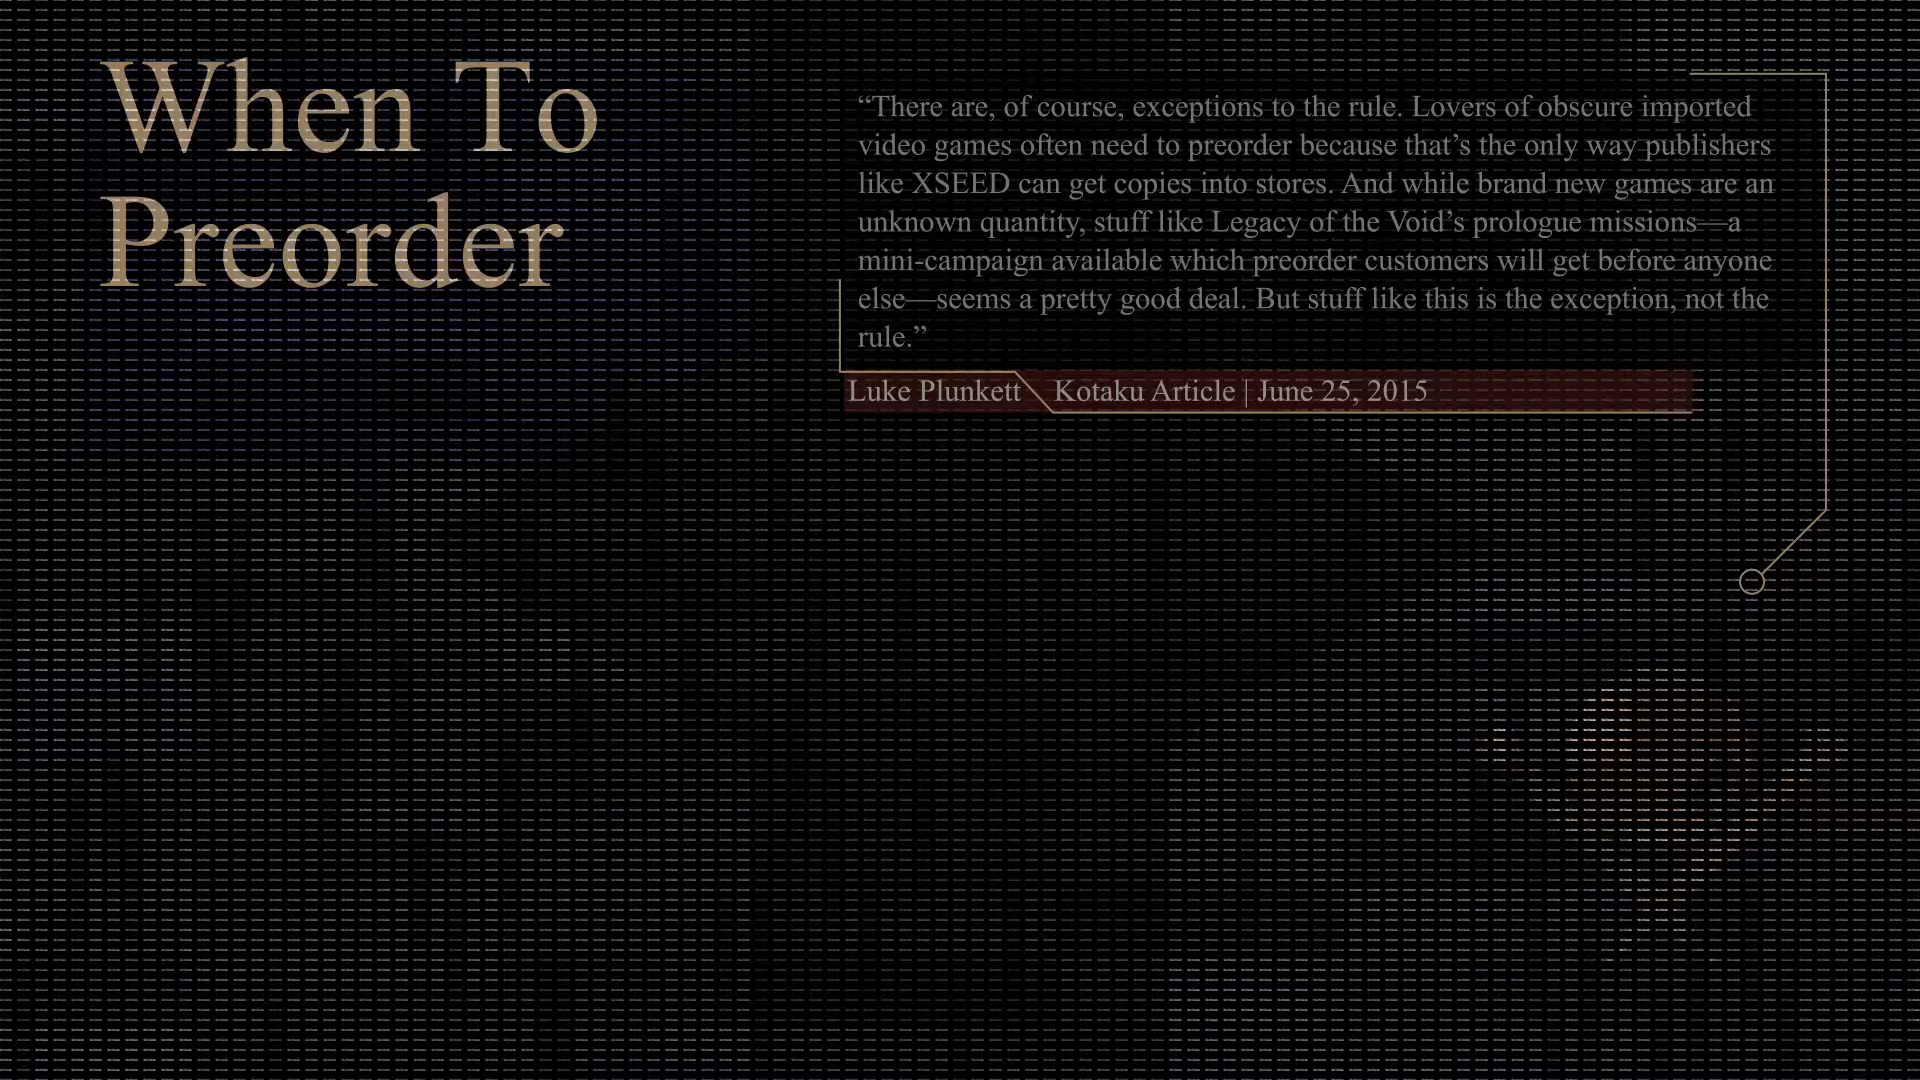 When To
Preorder
“There are, of course, exceptions to the rule. Lovers of obscure imported
video games often need to preorder because that’s the only way publishers
like XSEED can get copies into stores. And while brand new games are an
unknown quantity, stuff like Legacy of the Void’s prologue missions—a
mini-campaign available which preorder customers will get before anyone
else—seems a pretty good deal. But stuff like this is the exception, not the
rule.”
Luke Plunkett Kotaku Article | June 25, 2015